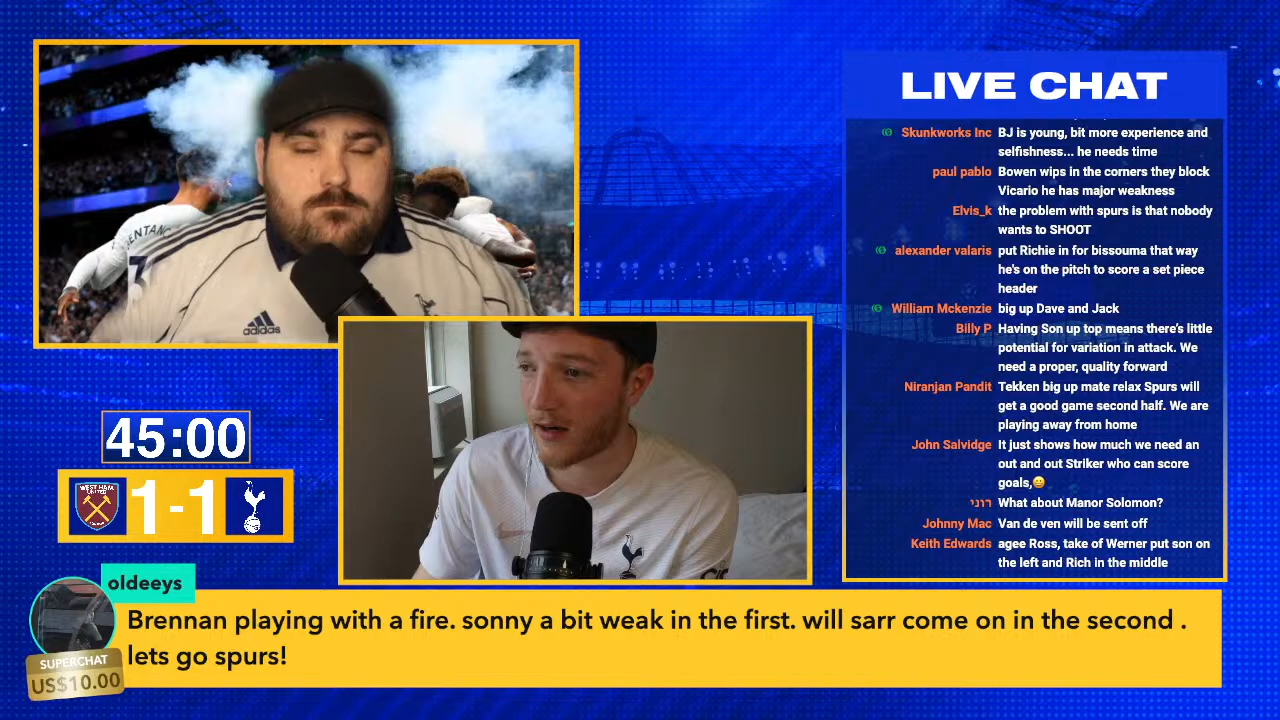 LIVE CHAT
Skunkworks Inc BJ is young, bit more experience and
selfishness... he needs time
paul pablo Bowen wips in the corners they block
Vicario he has major weakness
Elvis_k the problem with spurs is that nobody
wants to SHOOT
alexander valaris put Richie in for bissouma that way
he's on the pitch to score a set piece
header
William Mckenzie big up Dave and Jack
Billy P Having Son up top means there's little
potential for variation in attack. We
need a proper, quality forward
Niranjan Pandit Tekken big up mate relax Spurs will
get a good game second half. We are
playing away from home
John Salvidge It just shows how much we need an
out and out Striker who can score
goals,😀
רוני What about Manor Solomon?
Johnny Mac Van de ven will be sent off
Keith Edwards agee Ross, take of Werner put son on
the left and Rich in the middle
adidas
45:00
WEST HAM
UNITED
1-1
oldeeys
Brennan playing with a fire. sonny a bit weak in the first. will sarr come on in the second .
lets go spurs!
SUPERCHAT
US$10.00